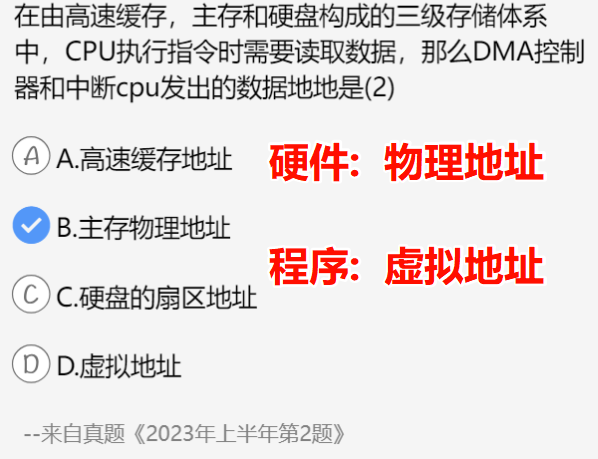 在由高速缓存，主存和硬盘构成的三级存储体系
中，CPU执行指令时需要读取数据，那么DMA控制
器和中断cpu发出的数据地地是(2)
A A.高速缓存地址
硬件：物理地址
B.主存物理地址
程序：虚拟地址
C C.硬盘的扇区地址
D D.虚拟地址
--来自真题《2023年上半年第2题》